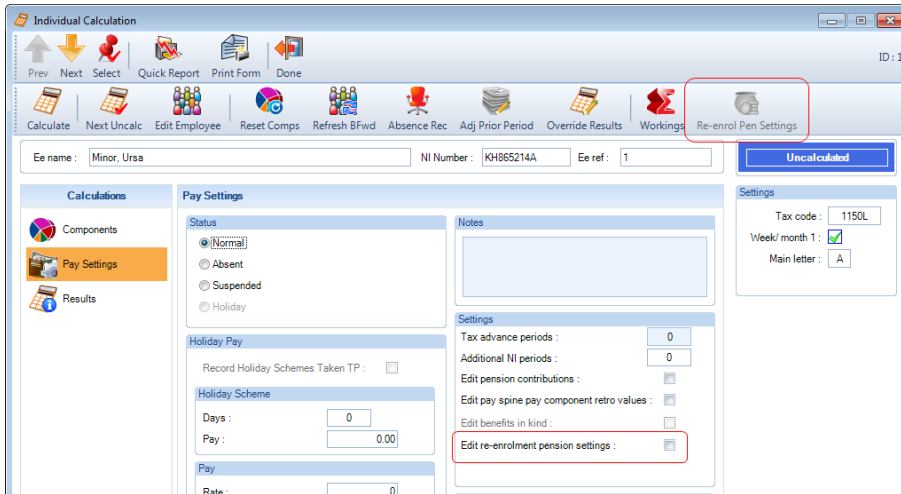 Individual Calculation
Prev Next Select Quick Report Print Form Done
ID : 1
Calculate Next Uncalc Edit Employee Reset Comps Refresh BFwd Absence Rec Adj Prior Period Override Results Workings Re-enrol Pen Settings
Ee name : Minor, Ursa NI Number : KH865214A Ee ref : 1
Uncalculated
Calculations
Components
Pay Settings
Results
Pay Settings
Status
Normal
Absent
Suspended
Holiday
Holiday Pay
Record Holiday Schemes Taken TP :
Holiday Scheme
Days : 0
Pay : 0.00
Pay
Rate : 0
Notes
Settings
Tax advance periods : 0
Additional NI periods : 0
Edit pension contributions :
Edit pay spine pay component retro values :
Edit benefits in kind :
Edit re-enrolment pension settings :
Settings
Tax code : 1150L
Week/ month 1 :
Main letter : A